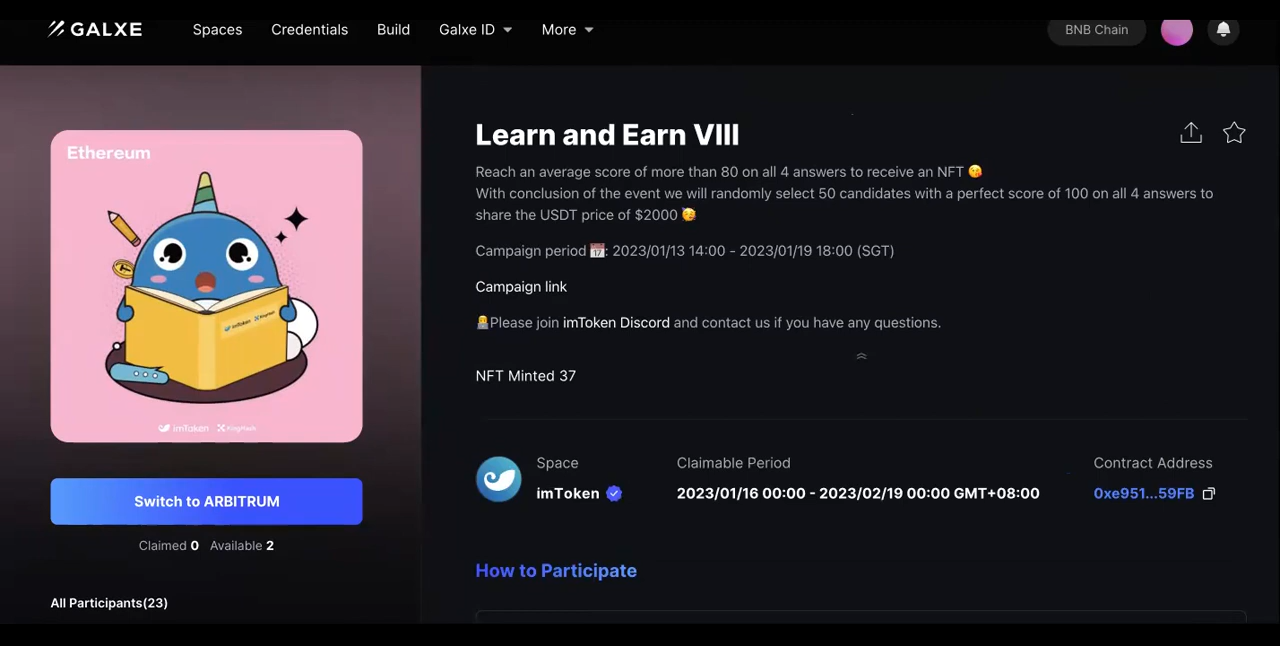 GALXE
Spaces
Credentials
Build
Galxe ID
More
BNB Chain
Ethereum
imToken
imToken KingHash
Switch to ARBITRUM
Claimed 0 Available 2
All Participants(23)
Learn and Earn VIII
Reach an average score of more than 80 on all 4 answers to receive an NFT 😘
With conclusion of the event we will randomly select 50 candidates with a perfect score of 100 on all 4 answers to
share the USDT price of $2000 🥳
Campaign period 📅: 2023/01/13 14:00 - 2023/01/19 18:00 (SGT)
Campaign link
🧑‍💻Please join imToken Discord and contact us if you have any questions.
NFT Minted 37
Space
imToken
Claimable Period
2023/01/16 00:00 - 2023/02/19 00:00 GMT+08:00
Contract Address
0xe951...59FB
How to Participate